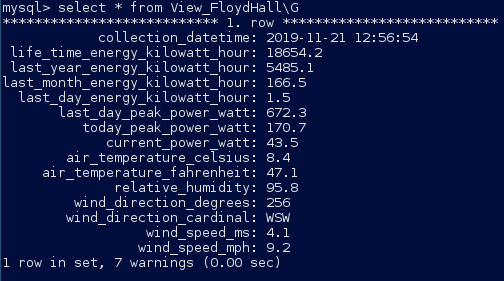 mysql> select * from View_FloydHall\G
*************************** 1. row ***************************
collection_datetime: 2019-11-21 12:56:54
life_time_energy_kilowatt_hour: 18654.2
last_year_energy_kilowatt_hour: 5485.1
last_month_energy_kilowatt_hour: 166.5
last_day_energy_kilowatt_hour: 1.5
last_day_peak_power_watt: 672.3
today_peak_power_watt: 170.7
current_power_watt: 43.5
air_temperature_celsius: 8.4
air_temperature_fahrenheit: 47.1
relative_humidity: 95.8
wind_direction_degrees: 256
wind_direction_cardinal: WSW
wind_speed_ms: 4.1
wind_speed_mph: 9.2
1 row in set, 7 warnings (0.00 sec)